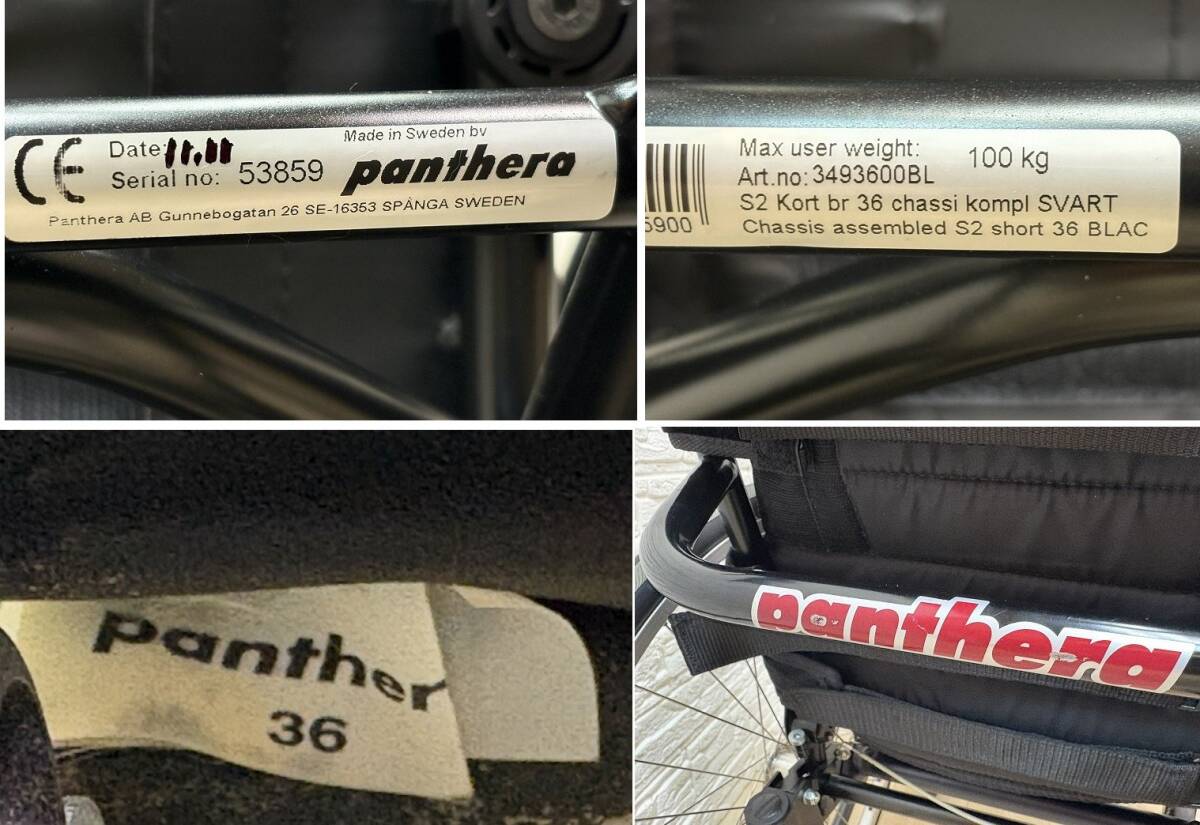 CE
Date: 11.11
Made in Sweden by
Serial no: 53859
panthera
Panthera AB Gunnebogatan 26 SE-16353 SPÅNGA SWEDEN
Max user weight: 100 kg
Art.no: 3493600BL
S2 Kort br 36 chassi kompl SVART
5900
Chassis assembled S2 short 36 BLAC
panther
36
panthera